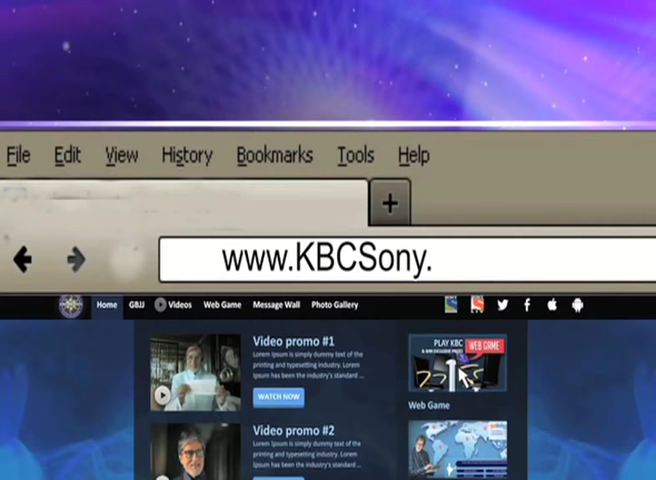 File Edit View History Bookmarks Tools Help
+
www.KBCSony.
Home GBJJ Videos Web Game Message Wall Photo Gallery
Video promo #1
Lorem Ipsum is simply dummy text of the
printing and typesetting industry. Lorem
Ipsum has been the industry's standard ...
WATCH NOW
PLAY KBC
WEB GAME
Web Game
Video promo #2
Lorem Ipsum is simply dummy text of the
printing and typesetting industry. Lorem
Ipsum has been the industry's standard ...